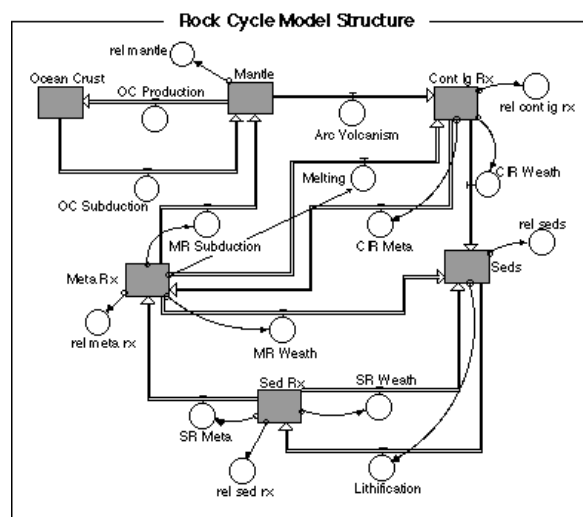 Rock Cycle Model Structure
rel mantle
Ocean Crust
OC Production
Mantle
Cont Ig Rx
rel cont ig rx
Arc Volcanism
Melting
CIR Weath
OC Subduction
MR Subduction
CIR Meta
rel seds
Meta Rx
Seds
rel meta rx
MR Weath
Sed Rx
SR Weath
SR Meta
rel sed rx
Lithification